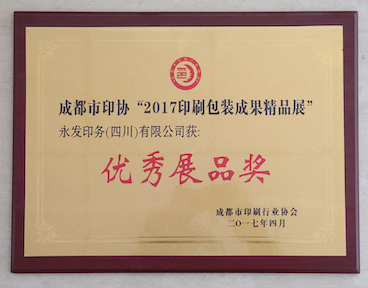 成都市印协“2017印刷包装成果精品展”
永发印务(四川)有限公司获:
优秀展品奖
成都市印刷行业协会
二〇一七年四月